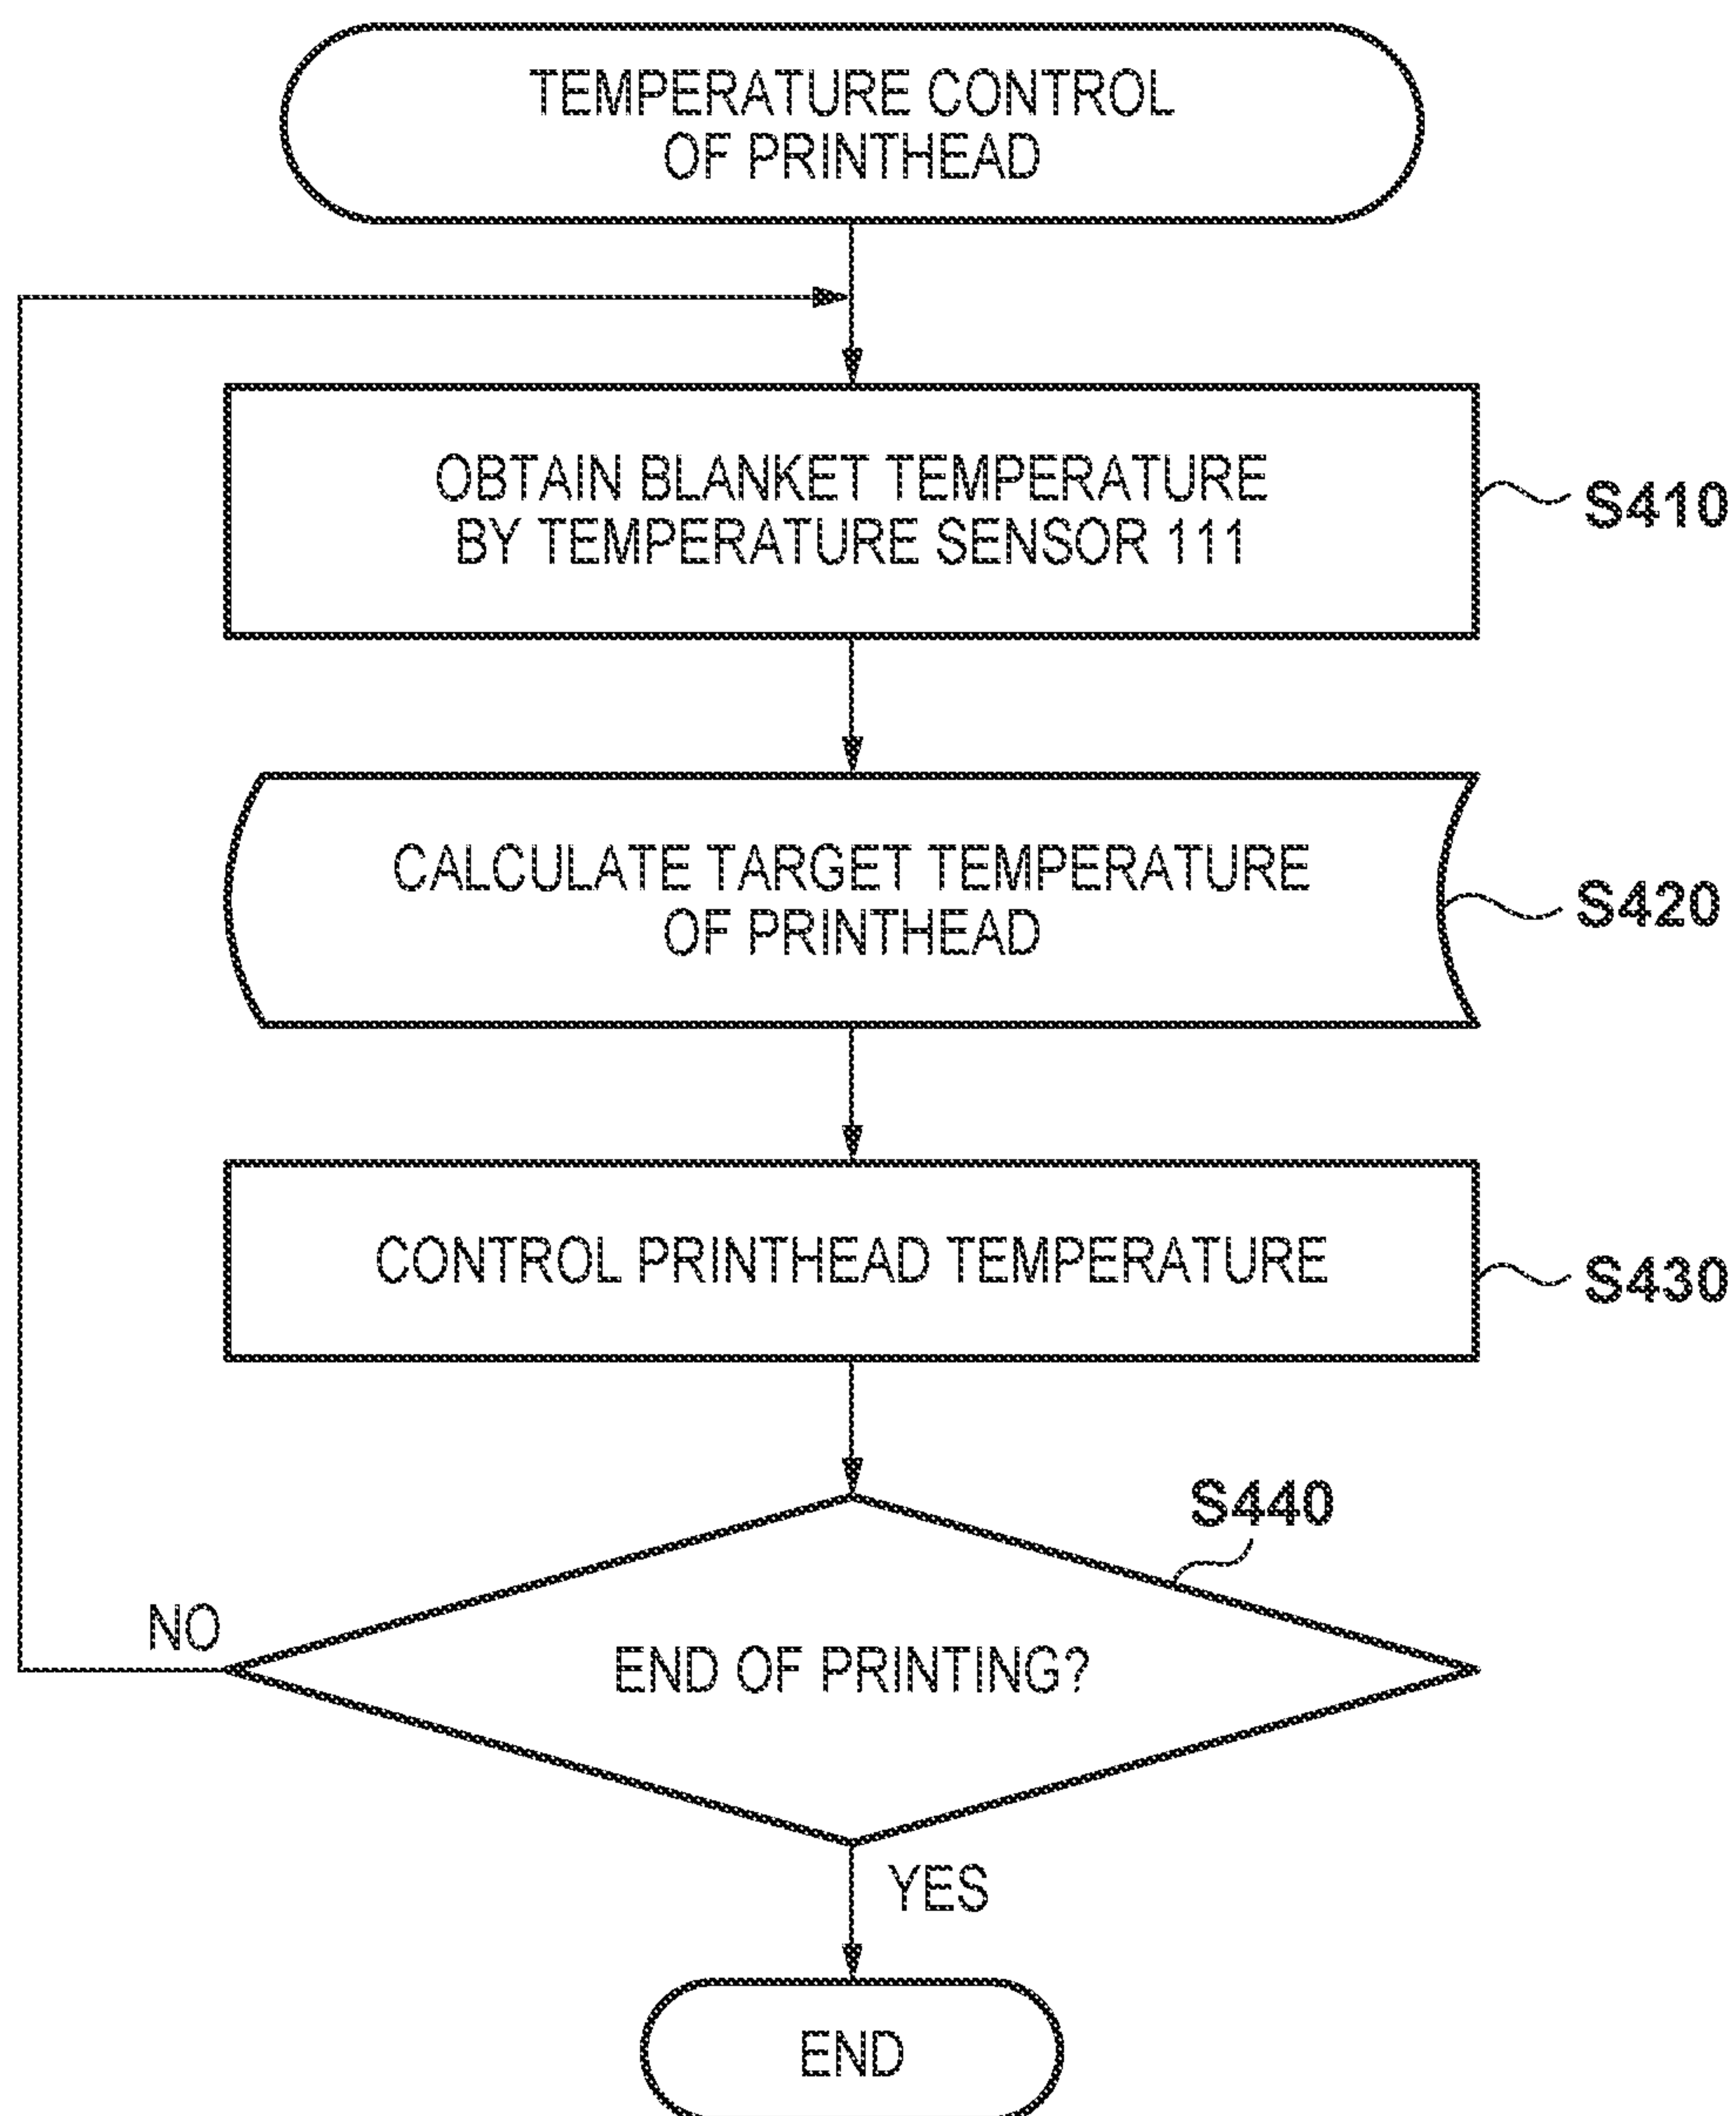 TEMPERATURE CONTROL
OF PRINTHEAD
OBTAIN BLANKET TEMPERATURE
BY TEMPERATURE SENSOR 111
S410
CALCULATE TARGET TEMPERATURE
OF PRINTHEAD
S420
CONTROL PRINTHEAD TEMPERATURE
S430
S440
NO
END OF PRINTING?
YES
END